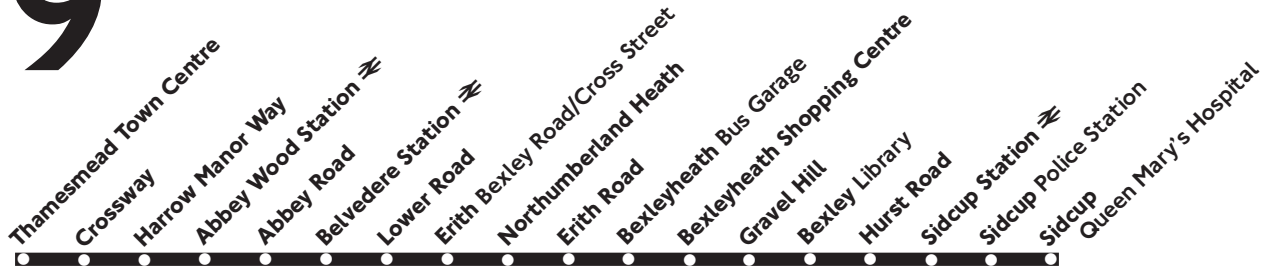 9
Thamesmead Town Centre
Crossway
Harrow Manor Way
Abbey Wood Station
Abbey Road
Belvedere Station
Lower Road
Erith Bexley Road/Cross Street
Northumberland Heath
Erith Road
Bexleyheath Bus Garage
Bexleyheath Shopping Centre
Gravel Hill
Bexley Library
Hurst Road
Sidcup Station
Sidcup Police Station
Sidcup
Queen Mary's Hospital